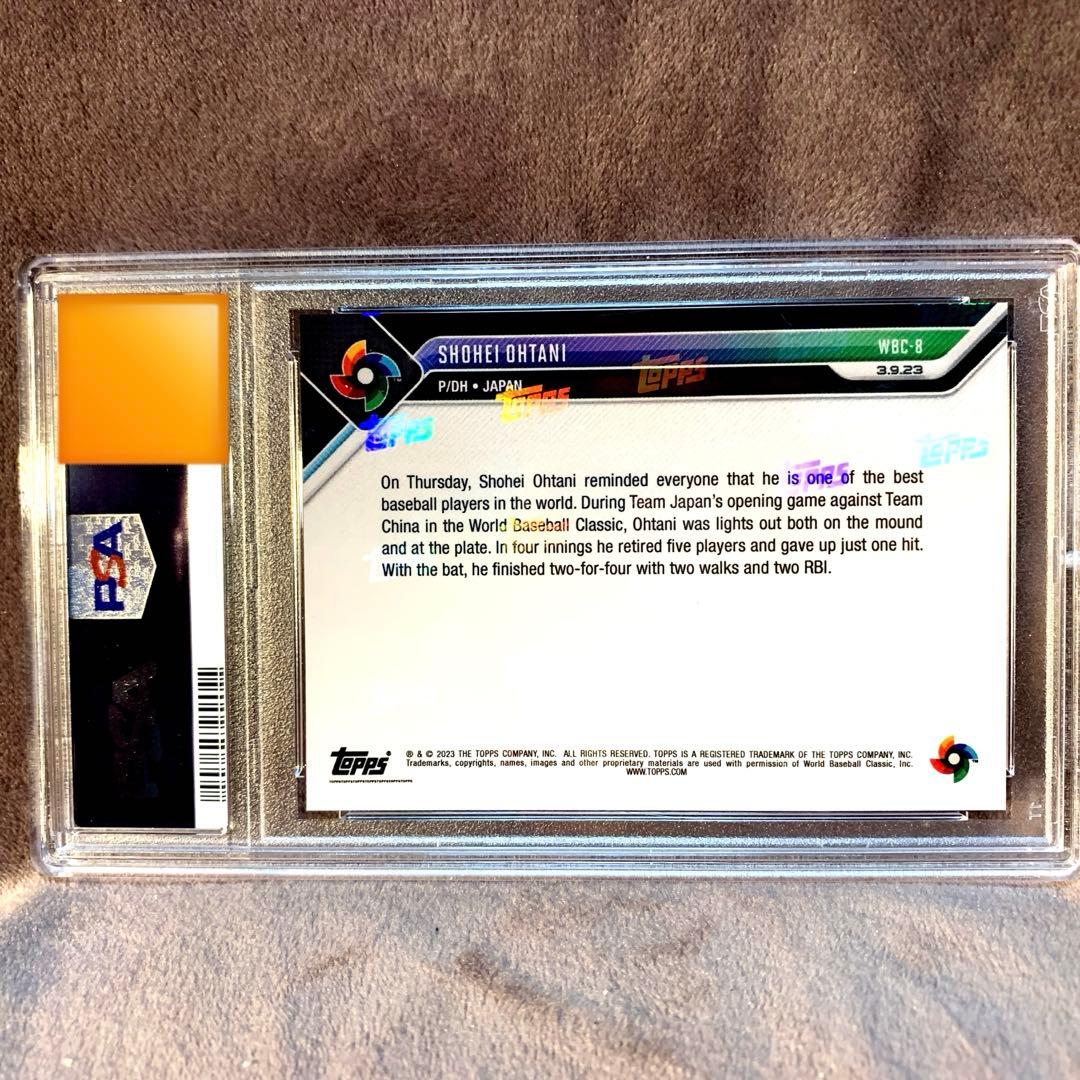 SHOHEI OHTANI
WBC-8
P/DH • JAPAN
3.9.23
TOPPS
TOPPS
TOPPS
TOPPS
TOPPS
On Thursday, Shohei Ohtani reminded everyone that he is one of the best
baseball players in the world. During Team Japan's opening game against Team
China in the World Baseball Classic, Ohtani was lights out both on the mound
and at the plate. In four innings he retired five players and gave up just one hit.
With the bat, he finished two-for-four with two walks and two RBI.
PSA
TOPPS®
® & © 2023 THE TOPPS COMPANY, INC. ALL RIGHTS RESERVED. TOPPS IS A REGISTERED TRADEMARK OF THE TOPPS COMPANY, INC.
Trademarks, copyrights, names, images and other proprietary materials are used with permission of World Baseball Classic, Inc.
WWW.TOPPS.COM